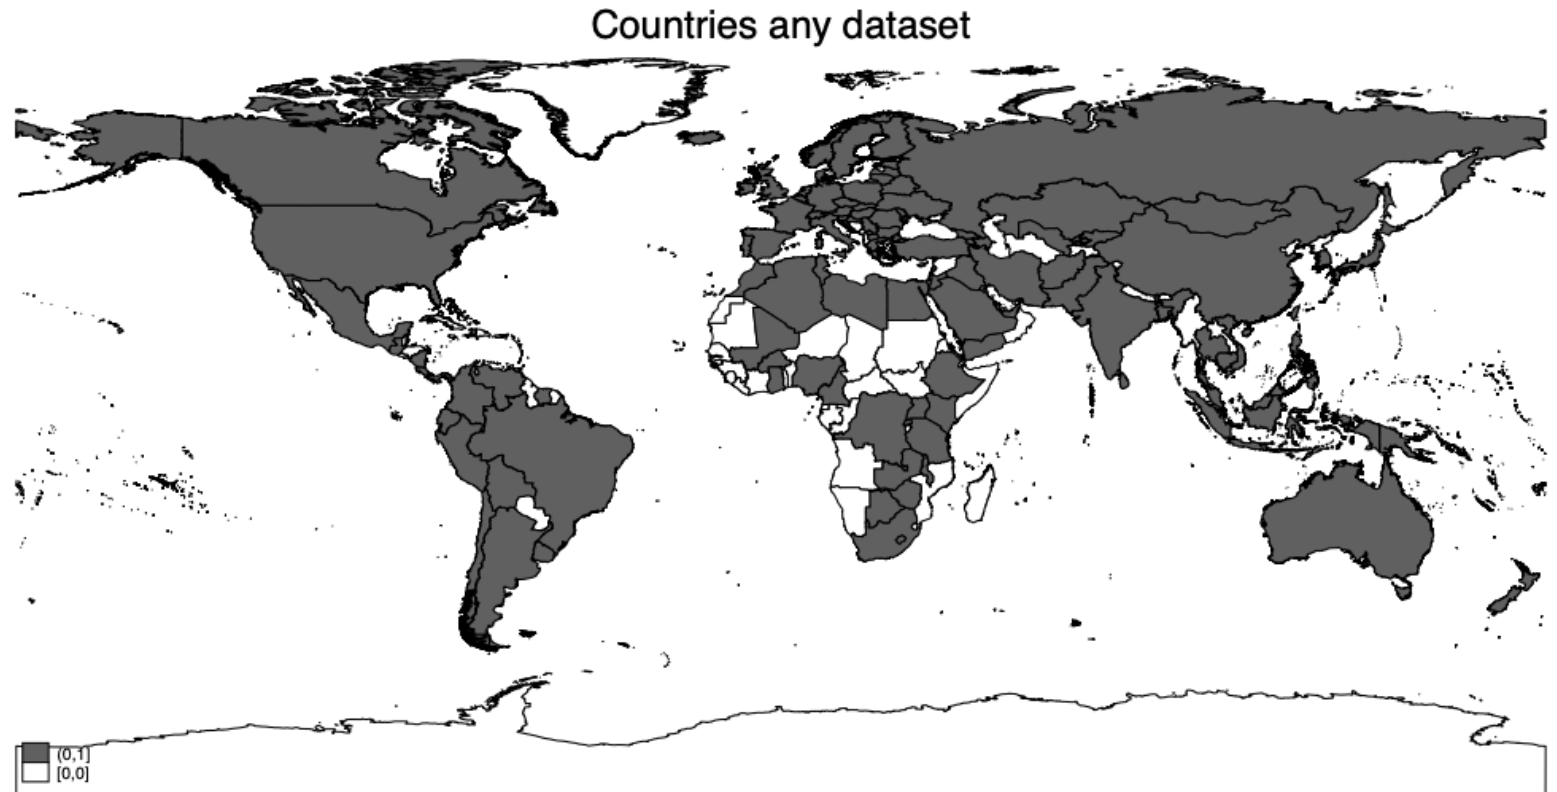 Countries any dataset
(0,1]
[0,0]